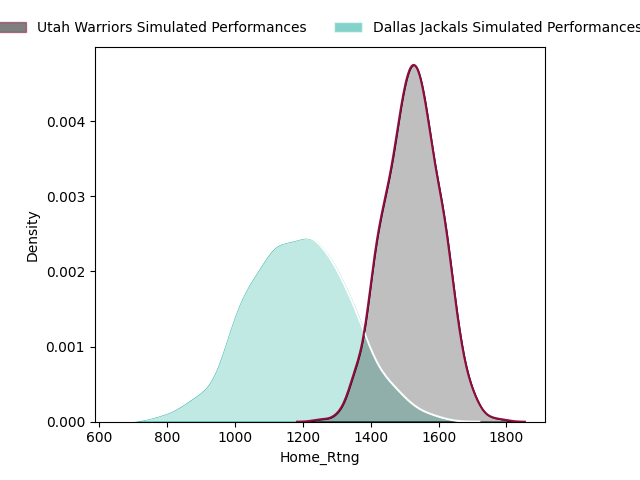 Utah Warriors Simulated Performances Dallas Jackals Simulated Performances
0.004
0.003
0.002
0.001
0.000
Density
600 800 1000 1200 1400 1600 1800
Home_Rtng